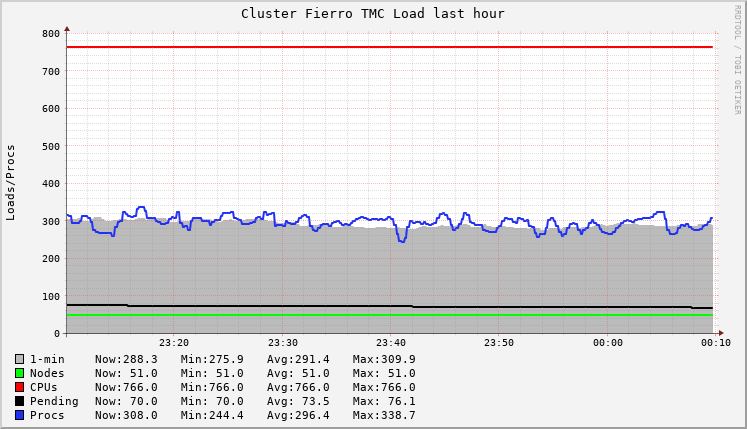 Cluster Fierro TMC Load last hour
RRDTOOL / TOBI OETIKER
Loads/Procs
800
700
600
500
400
300
200
100
0
23:20 23:30 23:40 23:50 00:00 00:10
1-min Now:288.3 Min:275.9 Avg:291.4 Max:309.9
Nodes Now: 51.0 Min: 51.0 Avg: 51.0 Max: 51.0
CPUs Now:766.0 Min:766.0 Avg:766.0 Max:766.0
Pending Now: 70.0 Min: 70.0 Avg: 73.5 Max: 76.1
Procs Now:308.0 Min:244.4 Avg:296.4 Max:338.7